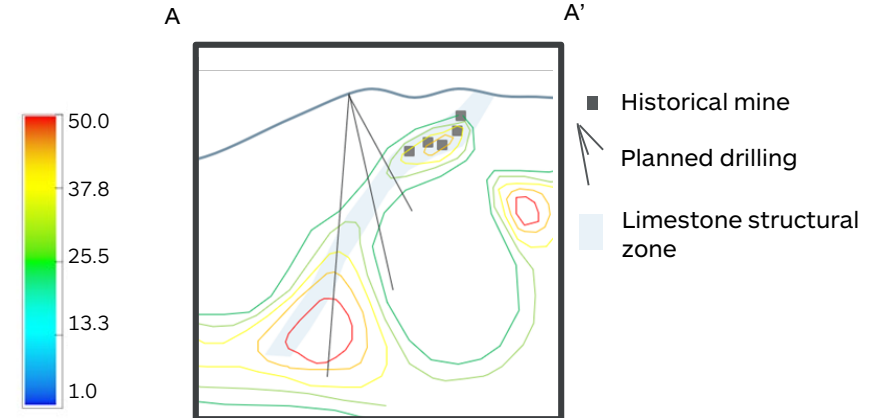 A
A'
50.0
37.8
25.5
13.3
1.0
Historical mine
Planned drilling
Limestone structural
zone